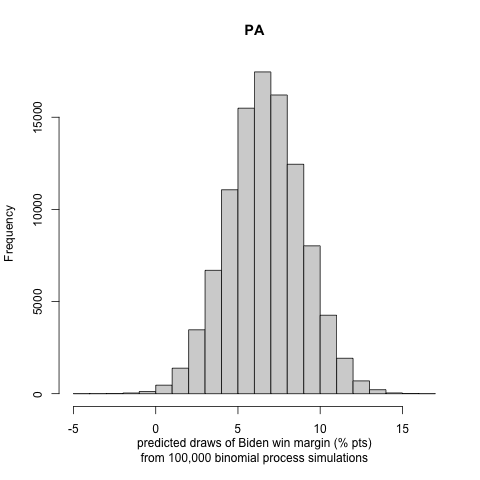 PA
Frequency
15000
10000
5000
0
-5 0 5 10 15
predicted draws of Biden win margin (% pts)
from 100,000 binomial process simulations